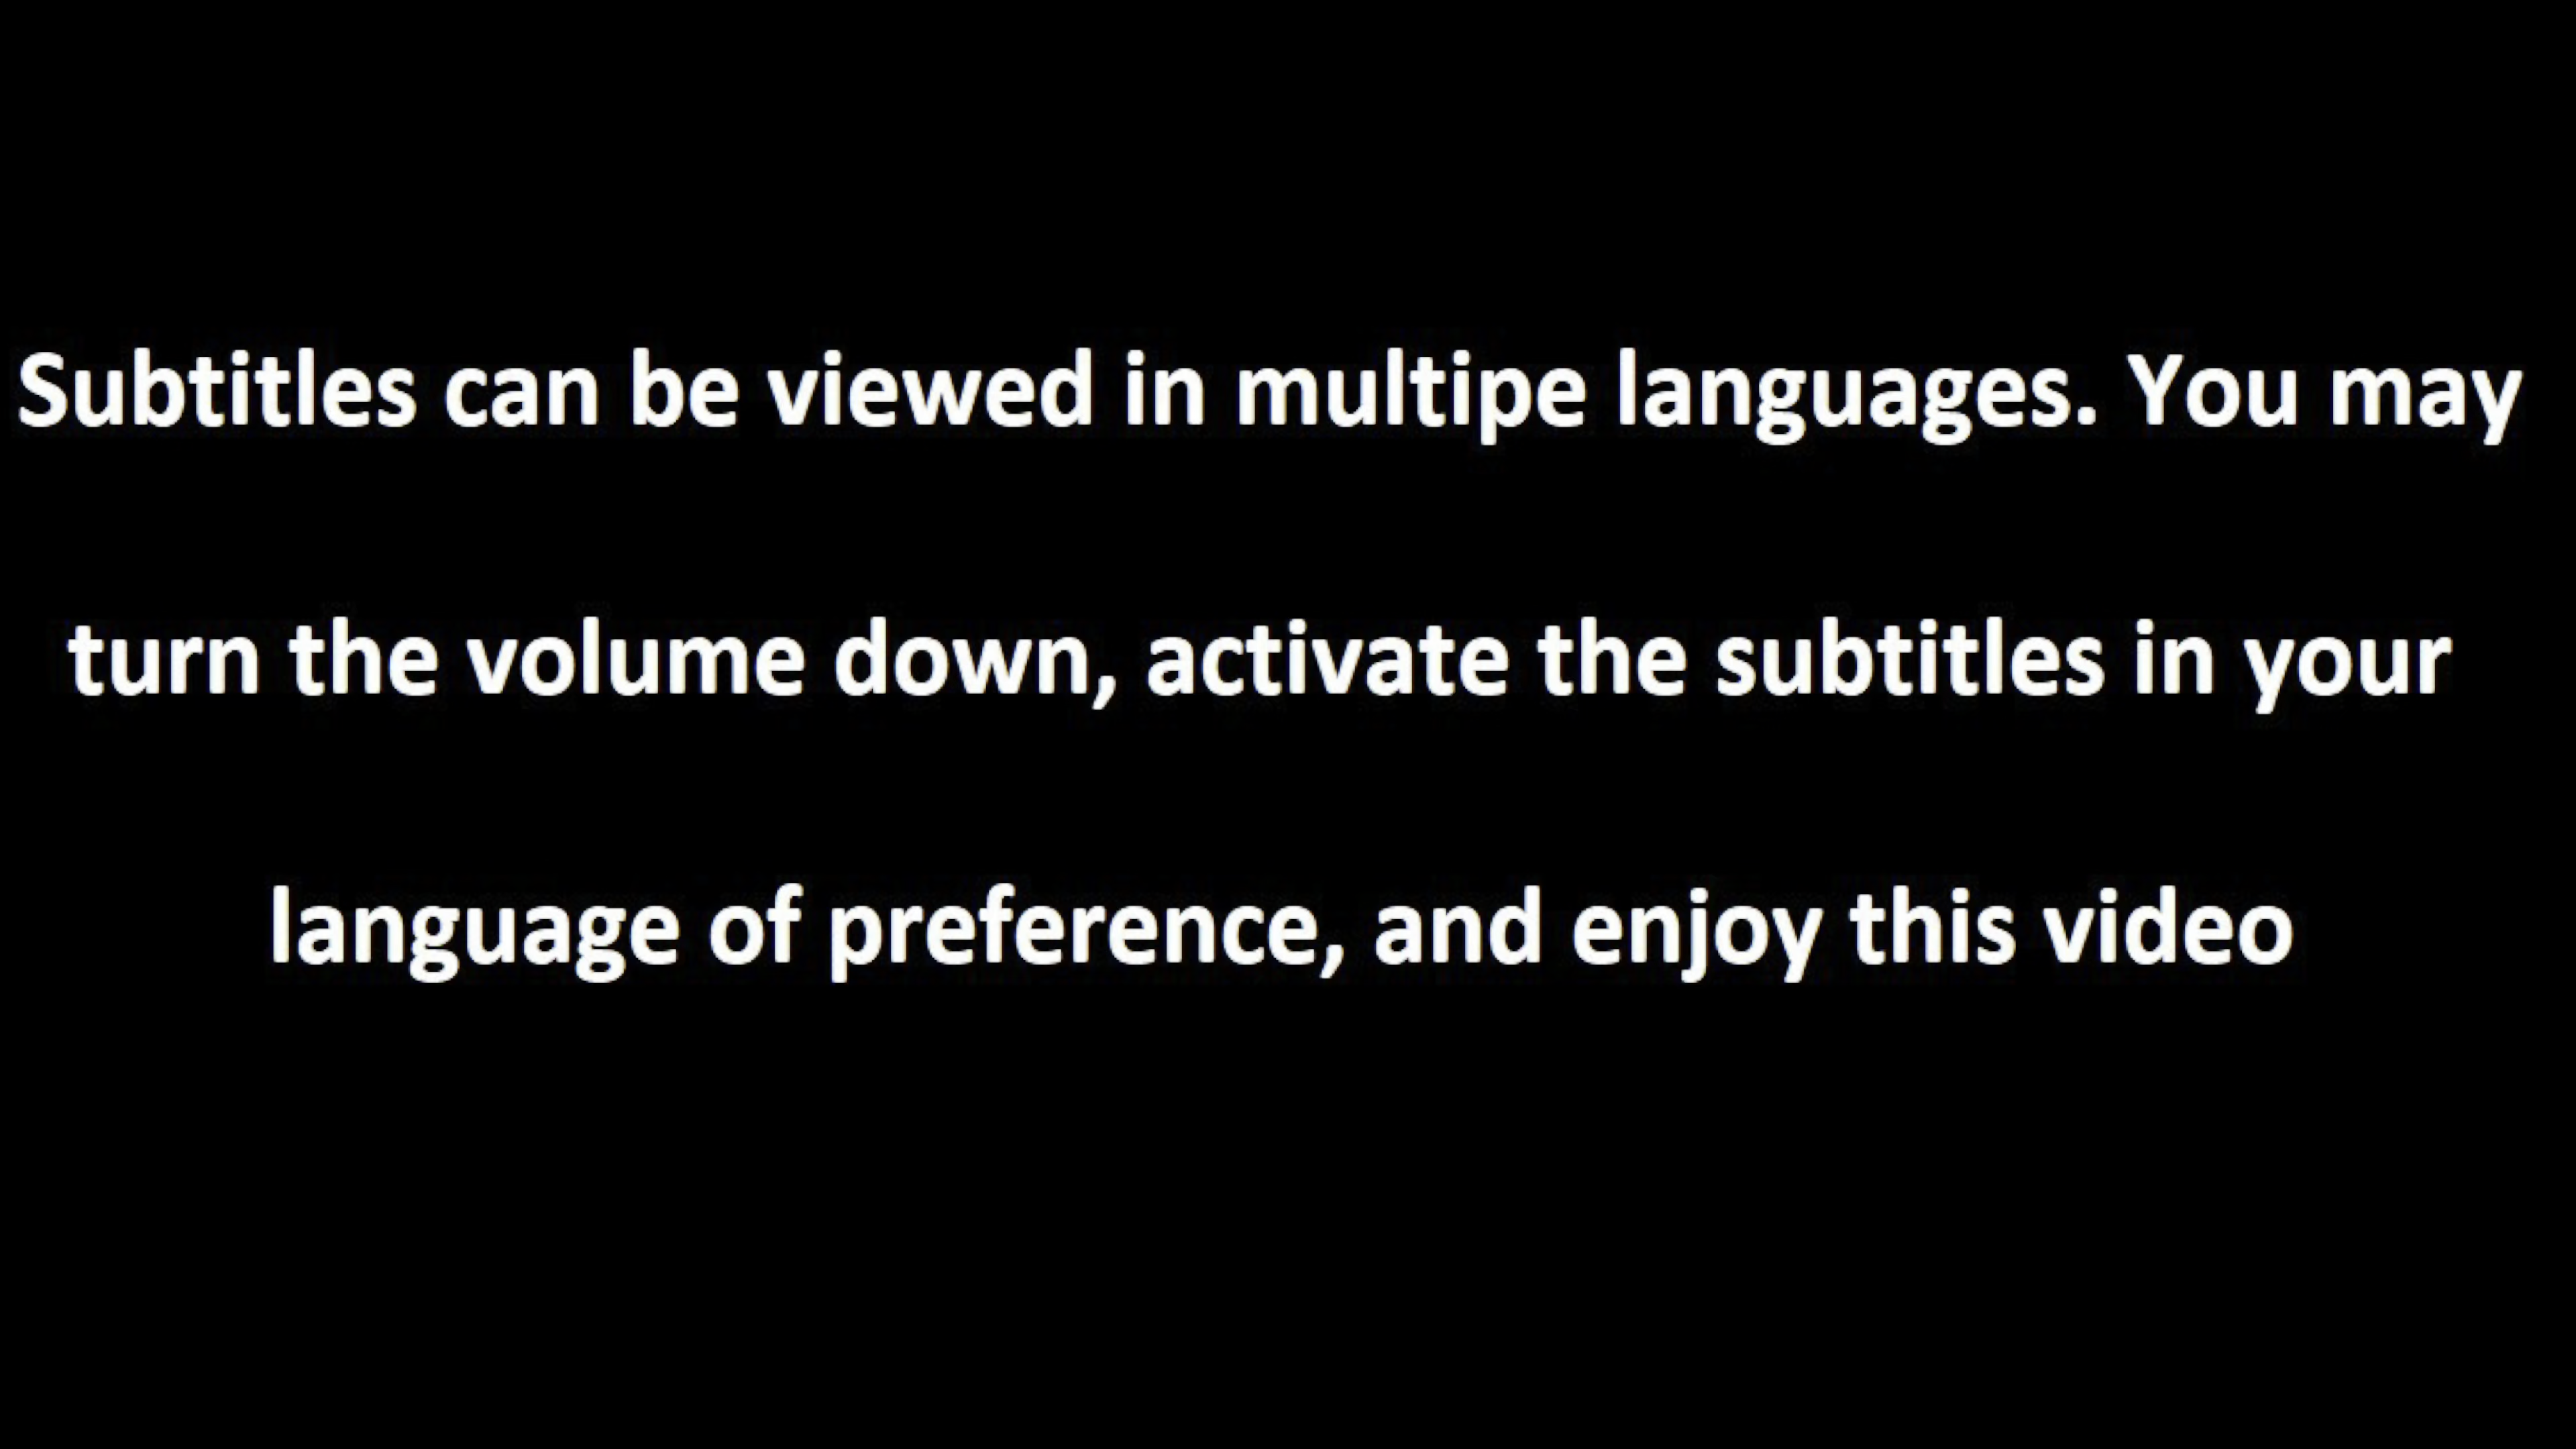 Subtitles can be viewed in multipe languages. You may
turn the volume down, activate the subtitles in your
language of preference, and enjoy this video